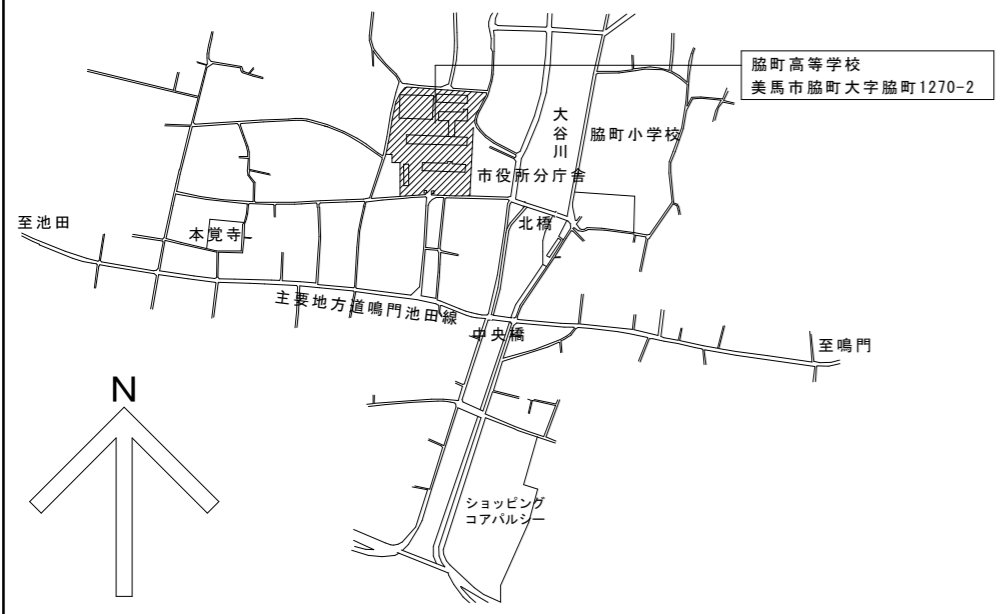 脇町高等学校
美馬市脇町大字脇町1270-2
大谷川
脇町小学校
市役所分庁舎
至池田
本覚寺
北橋
主要地方道鳴門池田線
中央橋
至鳴門
N
ショッピング
コアパルシー